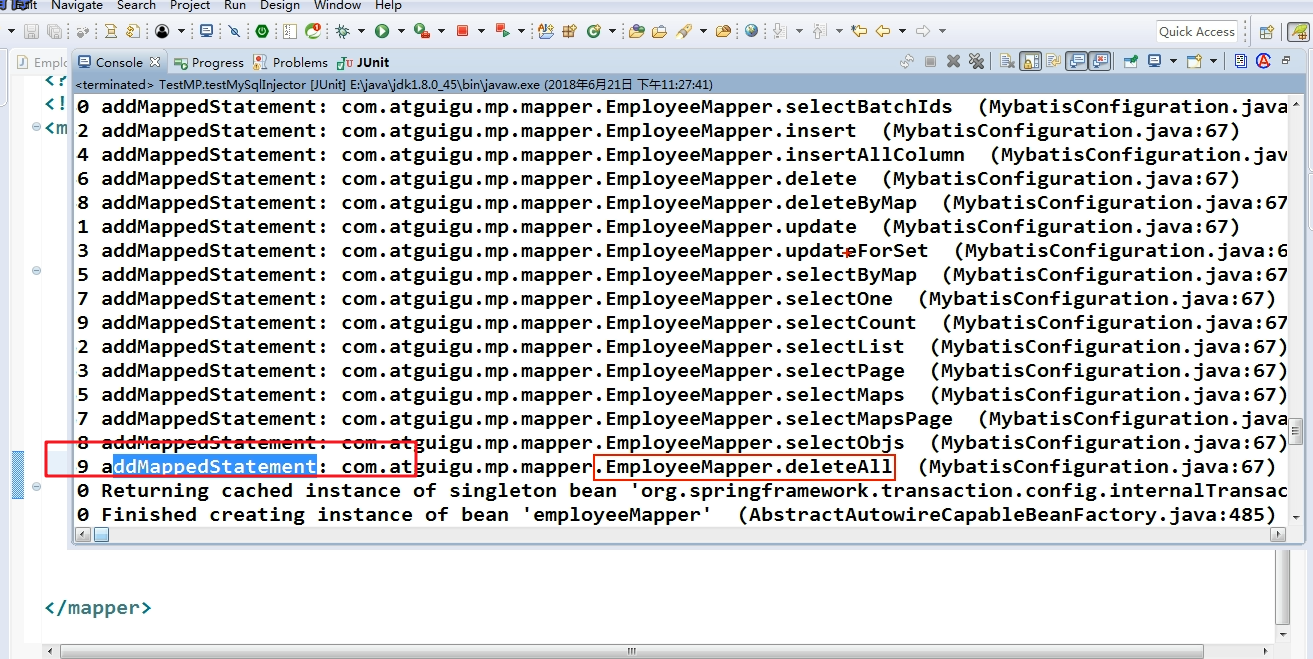 Navigate Search Project Run Design Window Help
Quick Access
Emplo
Console Progress Problems JUnit
<terminated> TestMP.testMySqlInjector [JUnit] E:\java\jdk1.8.0_45\bin\javaw.exe (2018年6月21日 下午11:27:41)
<?
<!
<m
0 addMappedStatement: com.atguigu.mp.mapper.EmployeeMapper.selectBatchIds (MybatisConfiguration.java
2 addMappedStatement: com.atguigu.mp.mapper.EmployeeMapper.insert (MybatisConfiguration.java:67)
4 addMappedStatement: com.atguigu.mp.mapper.EmployeeMapper.insertAllColumn (MybatisConfiguration.jav
6 addMappedStatement: com.atguigu.mp.mapper.EmployeeMapper.delete (MybatisConfiguration.java:67)
8 addMappedStatement: com.atguigu.mp.mapper.EmployeeMapper.deleteByMap (MybatisConfiguration.java:67
1 addMappedStatement: com.atguigu.mp.mapper.EmployeeMapper.update (MybatisConfiguration.java:67)
3 addMappedStatement: com.atguigu.mp.mapper.EmployeeMapper.updateForSet (MybatisConfiguration.java:6
5 addMappedStatement: com.atguigu.mp.mapper.EmployeeMapper.selectByMap (MybatisConfiguration.java:67
7 addMappedStatement: com.atguigu.mp.mapper.EmployeeMapper.selectOne (MybatisConfiguration.java:67)
9 addMappedStatement: com.atguigu.mp.mapper.EmployeeMapper.selectCount (MybatisConfiguration.java:67
2 addMappedStatement: com.atguigu.mp.mapper.EmployeeMapper.selectList (MybatisConfiguration.java:67)
3 addMappedStatement: com.atguigu.mp.mapper.EmployeeMapper.selectPage (MybatisConfiguration.java:67)
5 addMappedStatement: com.atguigu.mp.mapper.EmployeeMapper.selectMaps (MybatisConfiguration.java:67)
7 addMappedStatement: com.atguigu.mp.mapper.EmployeeMapper.selectMapsPage (MybatisConfiguration.java
8 addMappedStatement: com.atguigu.mp.mapper.EmployeeMapper.selectObjs (MybatisConfiguration.java:67)
9 addMappedStatement: com.atguigu.mp.mapper.EmployeeMapper.deleteAll (MybatisConfiguration.java:67)
0 Returning cached instance of singleton bean 'org.springframework.transaction.config.internalTransac
0 Finished creating instance of bean 'employeeMapper' (AbstractAutowireCapableBeanFactory.java:485)
</mapper>